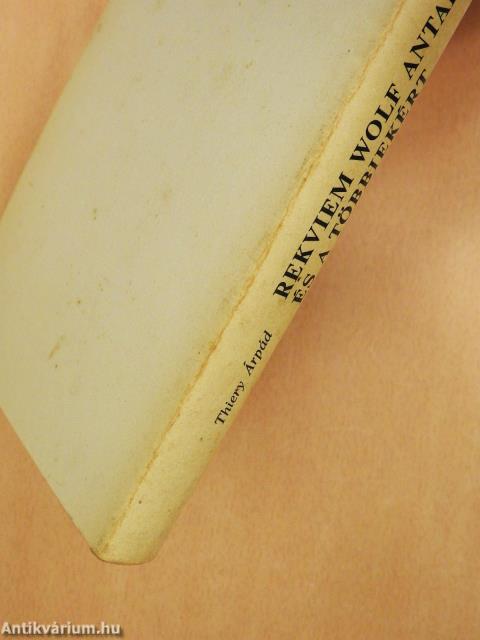 Thiery Árpád
REKVIEM WOLF ANTAL
ÉS A TÖBBIEKÉRT
Antikvárium.hu